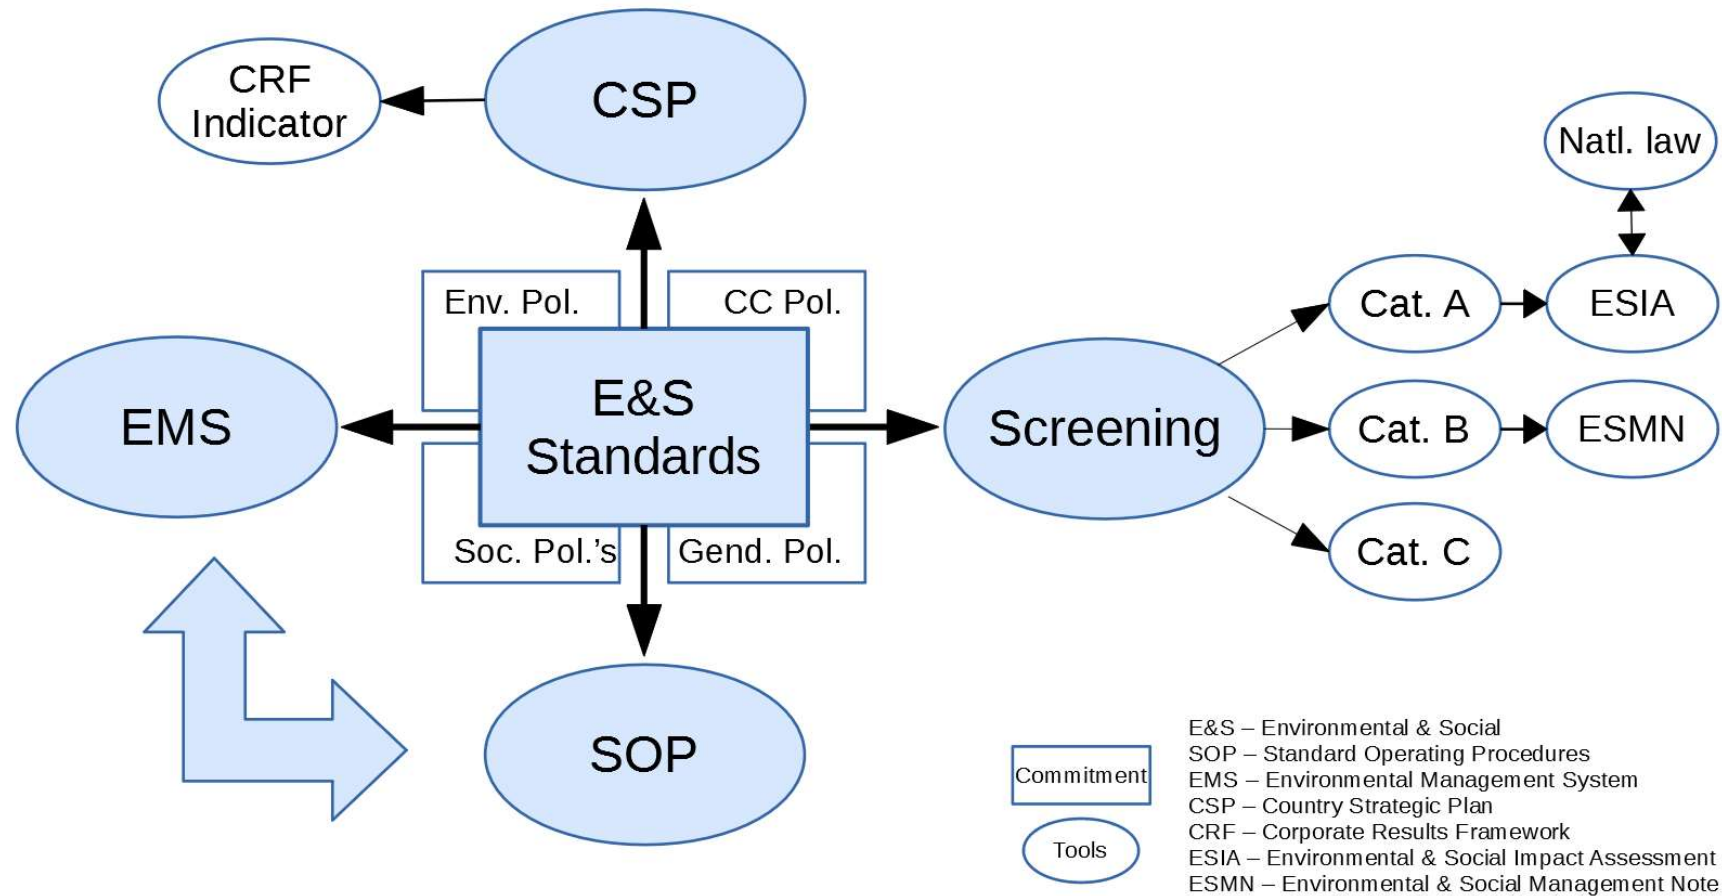 CRF
Indicator
CSP
Natl. law
Env. Pol.
CC Pol.
Cat. A
ESIA
EMS
E&S
Standards
Screening
Cat. B
ESMN
Soc. Pol.’s
Gend. Pol.
Cat. C
SOP
Commitment
Tools
E&S – Environmental & Social
SOP – Standard Operating Procedures
EMS – Environmental Management System
CSP – Country Strategic Plan
CRF – Corporate Results Framework
ESIA – Environmental & Social Impact Assessment
ESMN – Environmental & Social Management Note